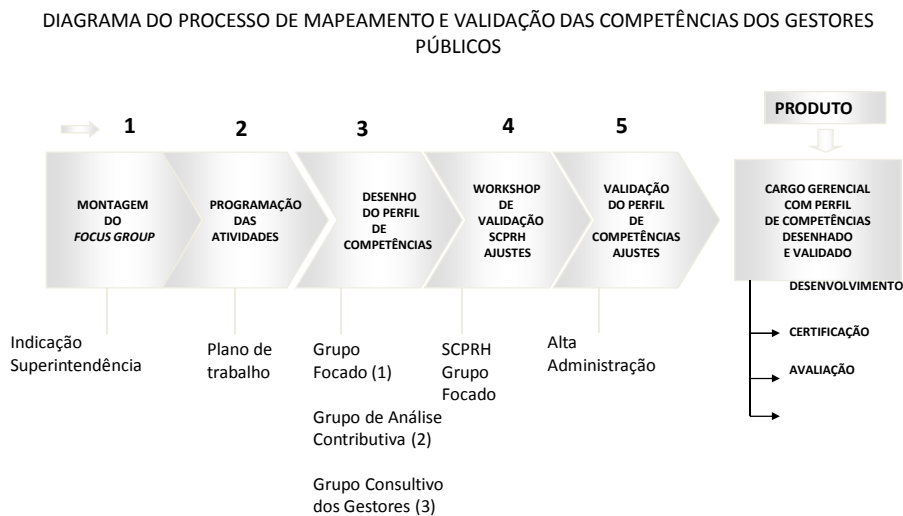 DIAGRAMA DO PROCESSO DE MAPEAMENTO E VALIDAÇÃO DAS COMPETÊNCIAS DOS GESTORES
PÚBLICOS
1
2
3
4
5
PRODUTO
MONTAGEM
DO
FOCUS GROUP
PROGRAMAÇÃO
DAS
ATIVIDADES
DESENHO
DO PERFIL
DE
COMPETÊNCIAS
WORKSHOP
DE
VALIDAÇÃO
SCPRH
AJUSTES
VALIDAÇÃO
DO PERFIL
DE
COMPETÊNCIAS
AJUSTES
CARGO GERENCIAL
COM PERFIL
DE COMPETÊNCIAS
DESENHADO
E VALIDADO
Indicação
Superintendência
Plano de
trabalho
Grupo
Focado (1)
Grupo de Análise
Contributiva (2)
Grupo Consultivo
dos Gestores (3)
SCPRH
Grupo
Focado
Alta
Administração
DESENVOLVIMENTO
CERTIFICAÇÃO
AVALIAÇÃO